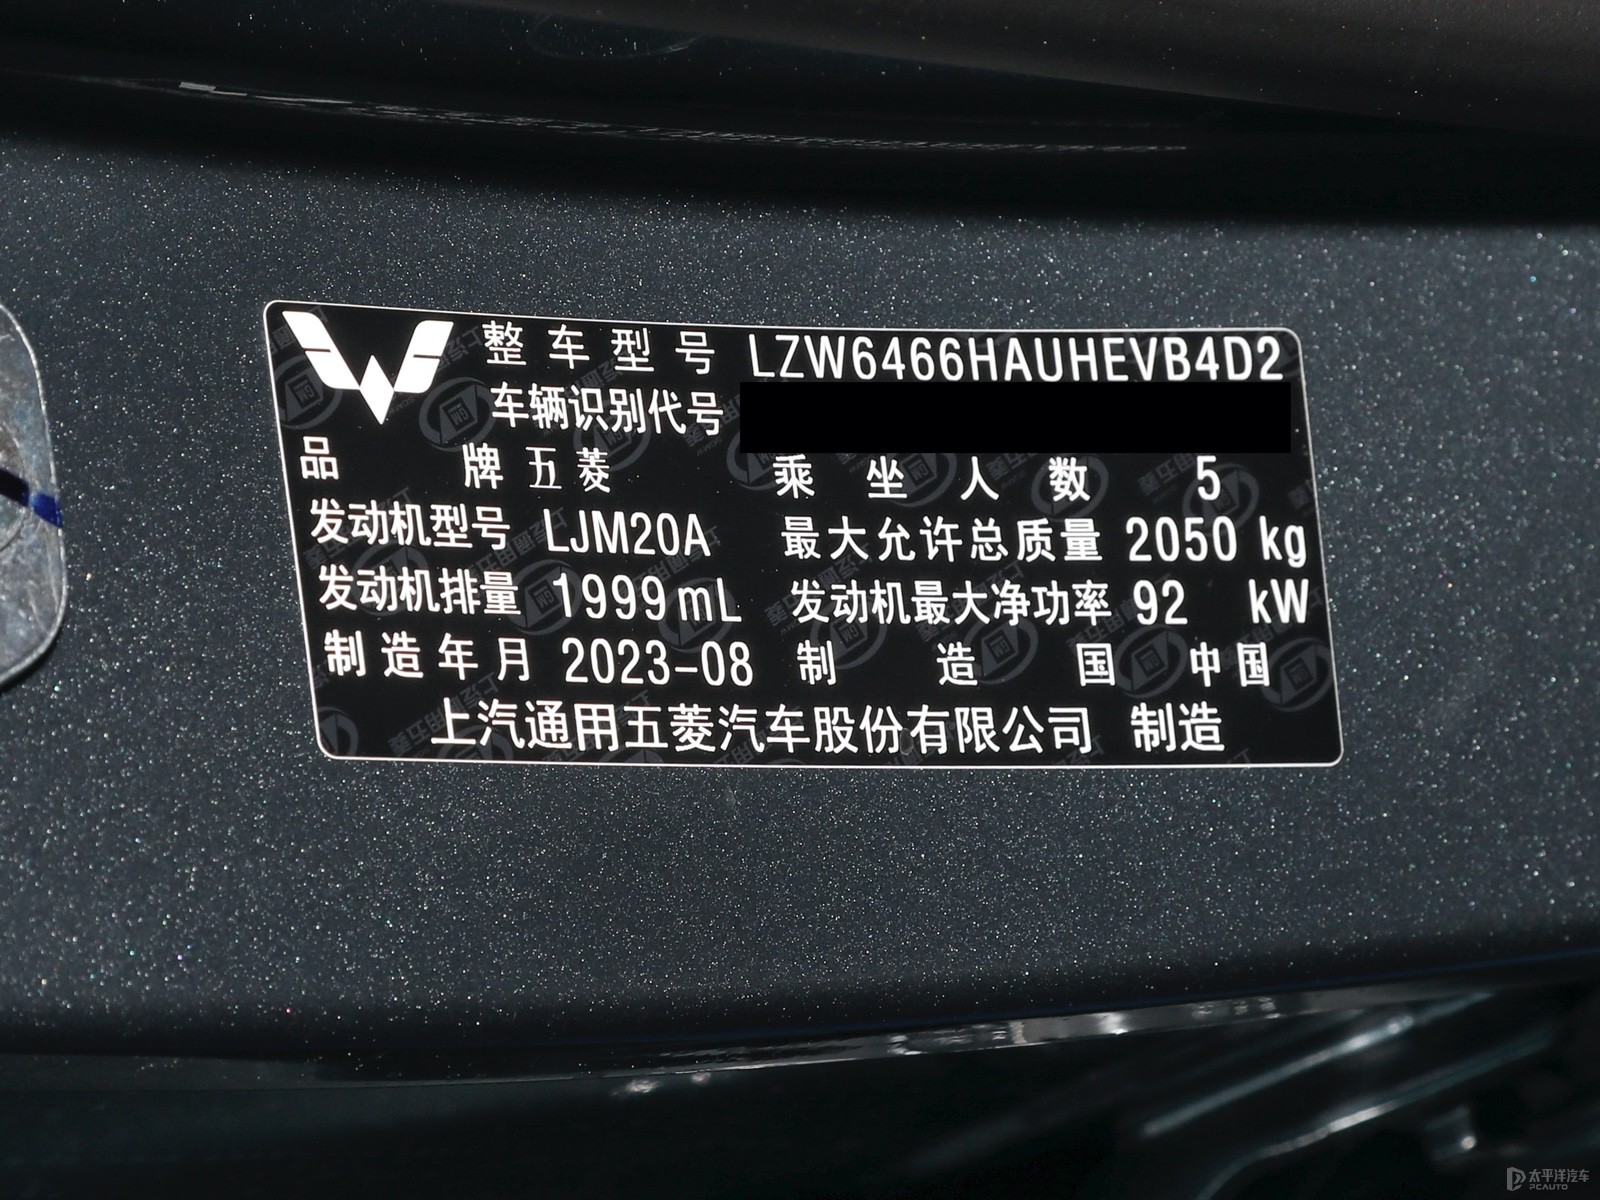 整车型号 LZW6466HAUHEVB4D2
车辆识别代号
品牌 五菱 乘坐人数 5
发动机型号 LJM20A 最大允许总质量 2050 kg
发动机排量 1999mL 发动机最大净功率 92 kW
制造年月 2023-08 制造国 中国
上汽通用五菱汽车股份有限公司 制造
太平洋汽车
PCAUTO